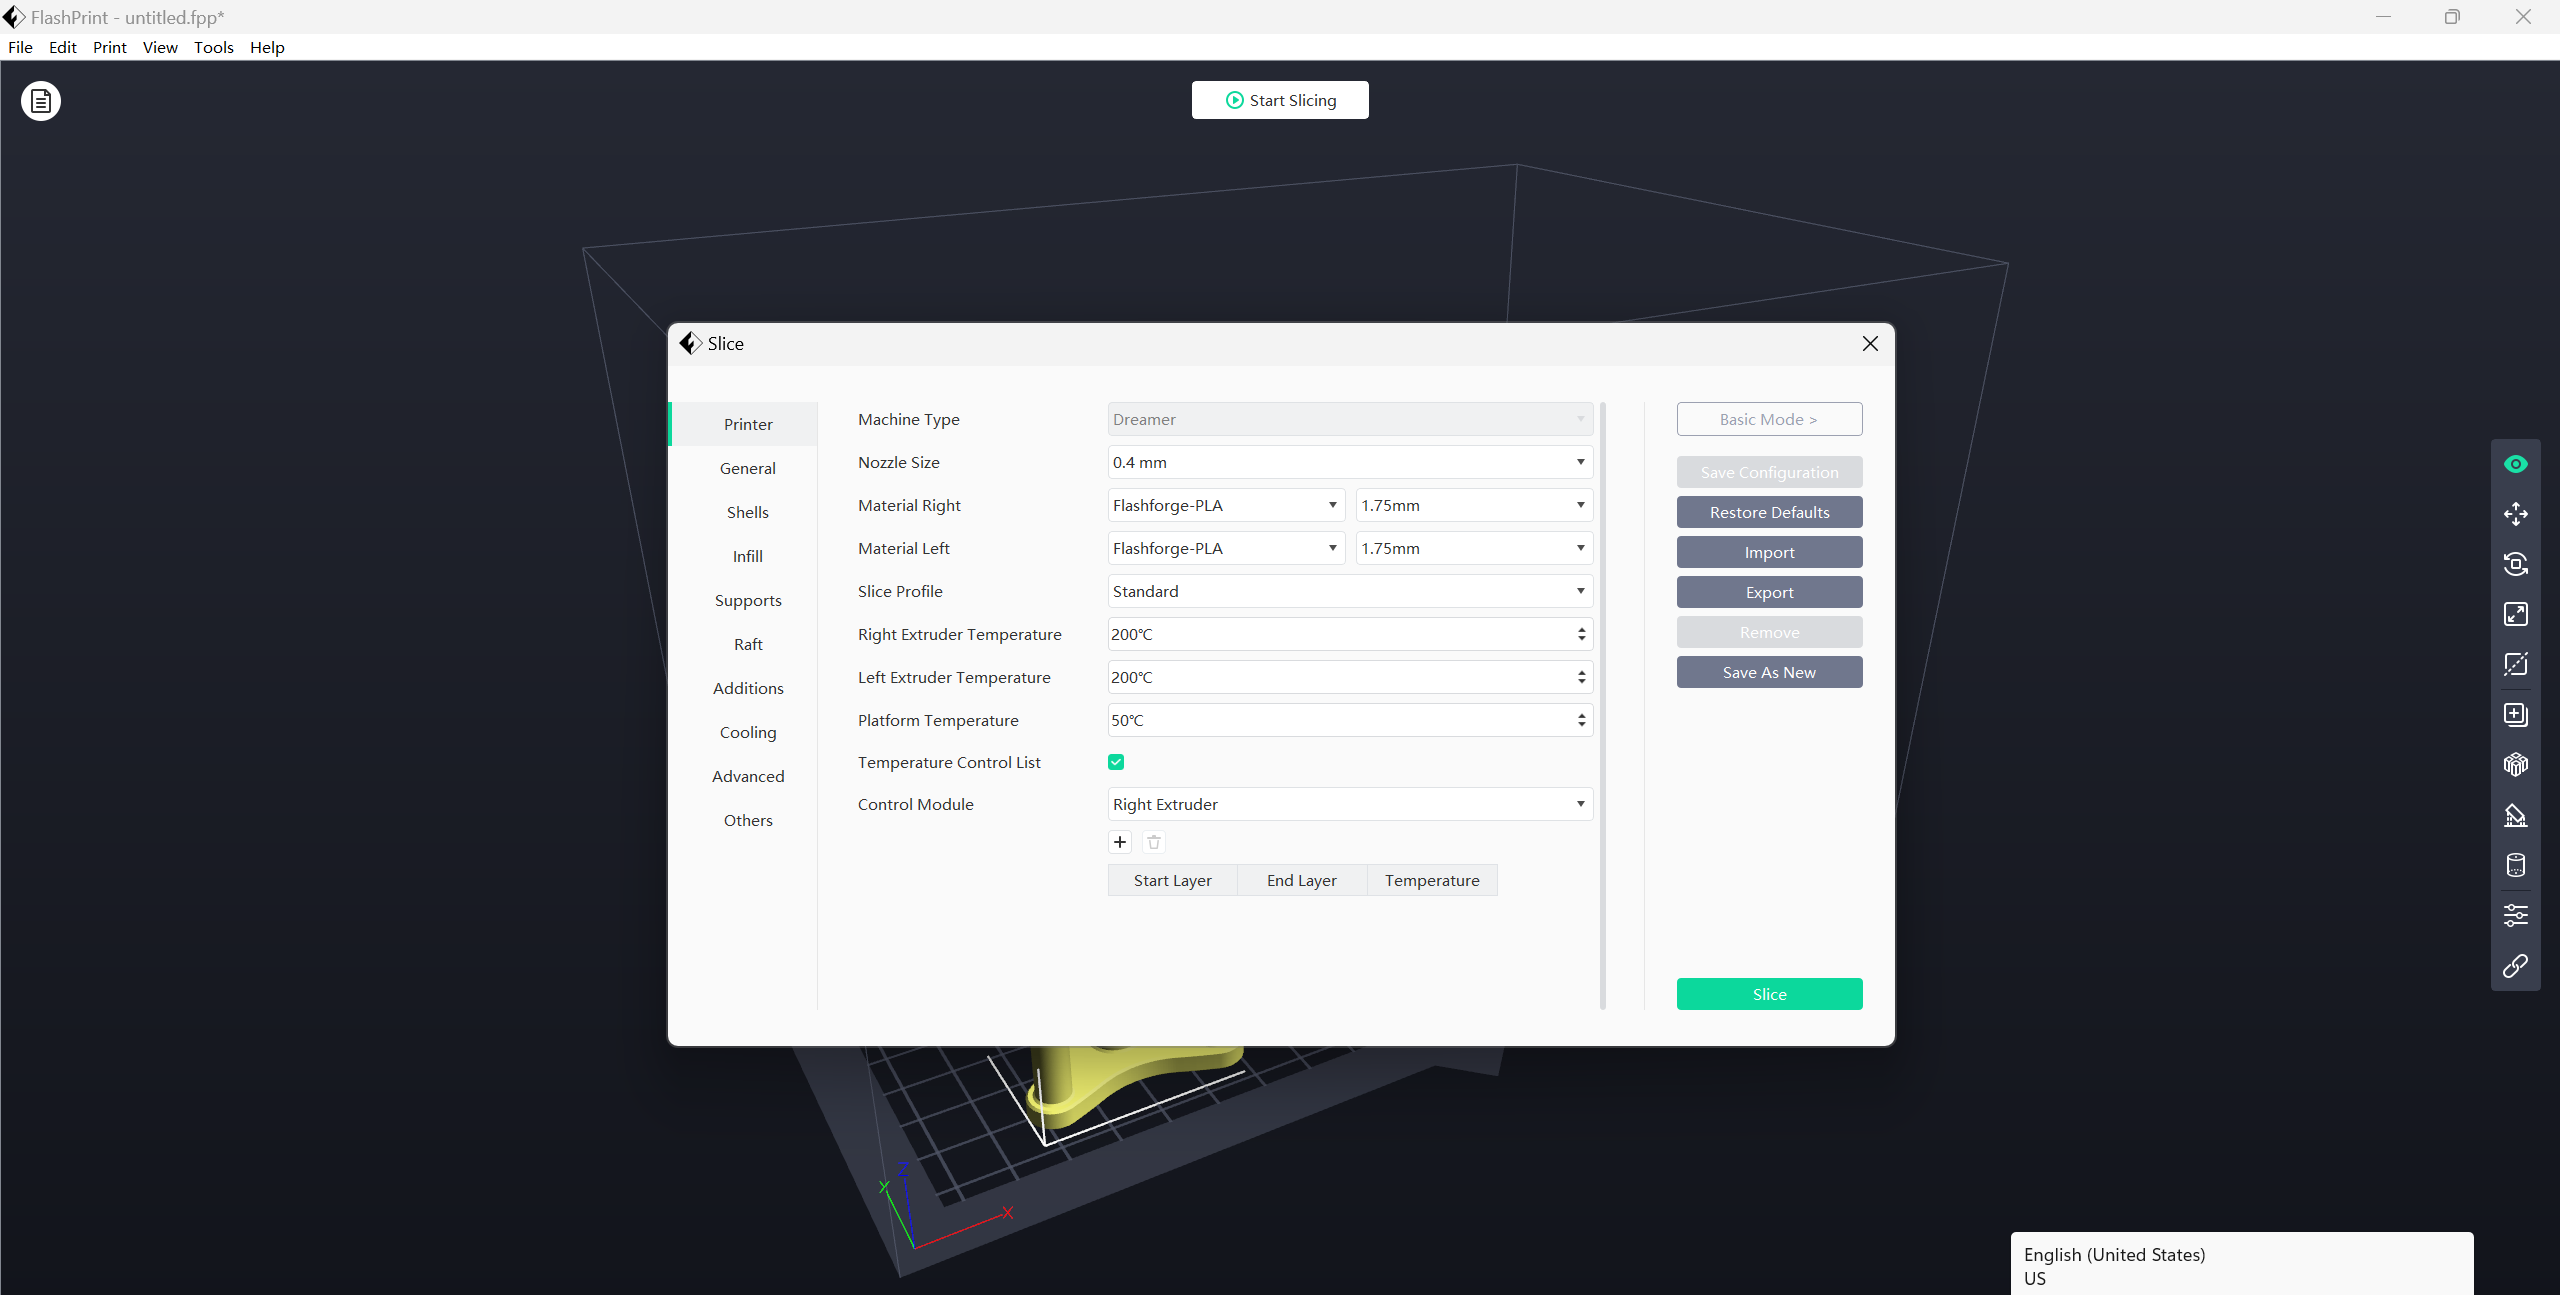 FlashPrint - untitled.fpp*
File Edit Print View Tools Help
Start Slicing
Slice
Printer
General
Shells
Infill
Supports
Raft
Additions
Cooling
Advanced
Others
Machine Type Dreamer
Nozzle Size 0.4 mm
Material Right Flashforge-PLA 1.75mm
Material Left Flashforge-PLA 1.75mm
Slice Profile Standard
Right Extruder Temperature 200℃
Left Extruder Temperature 200℃
Platform Temperature 50℃
Temperature Control List
Control Module Right Extruder
Start Layer End Layer Temperature
Basic Mode >
Save Configuration
Restore Defaults
Import
Export
Remove
Save As New
Slice
Z
Y
X
English (United States)
US